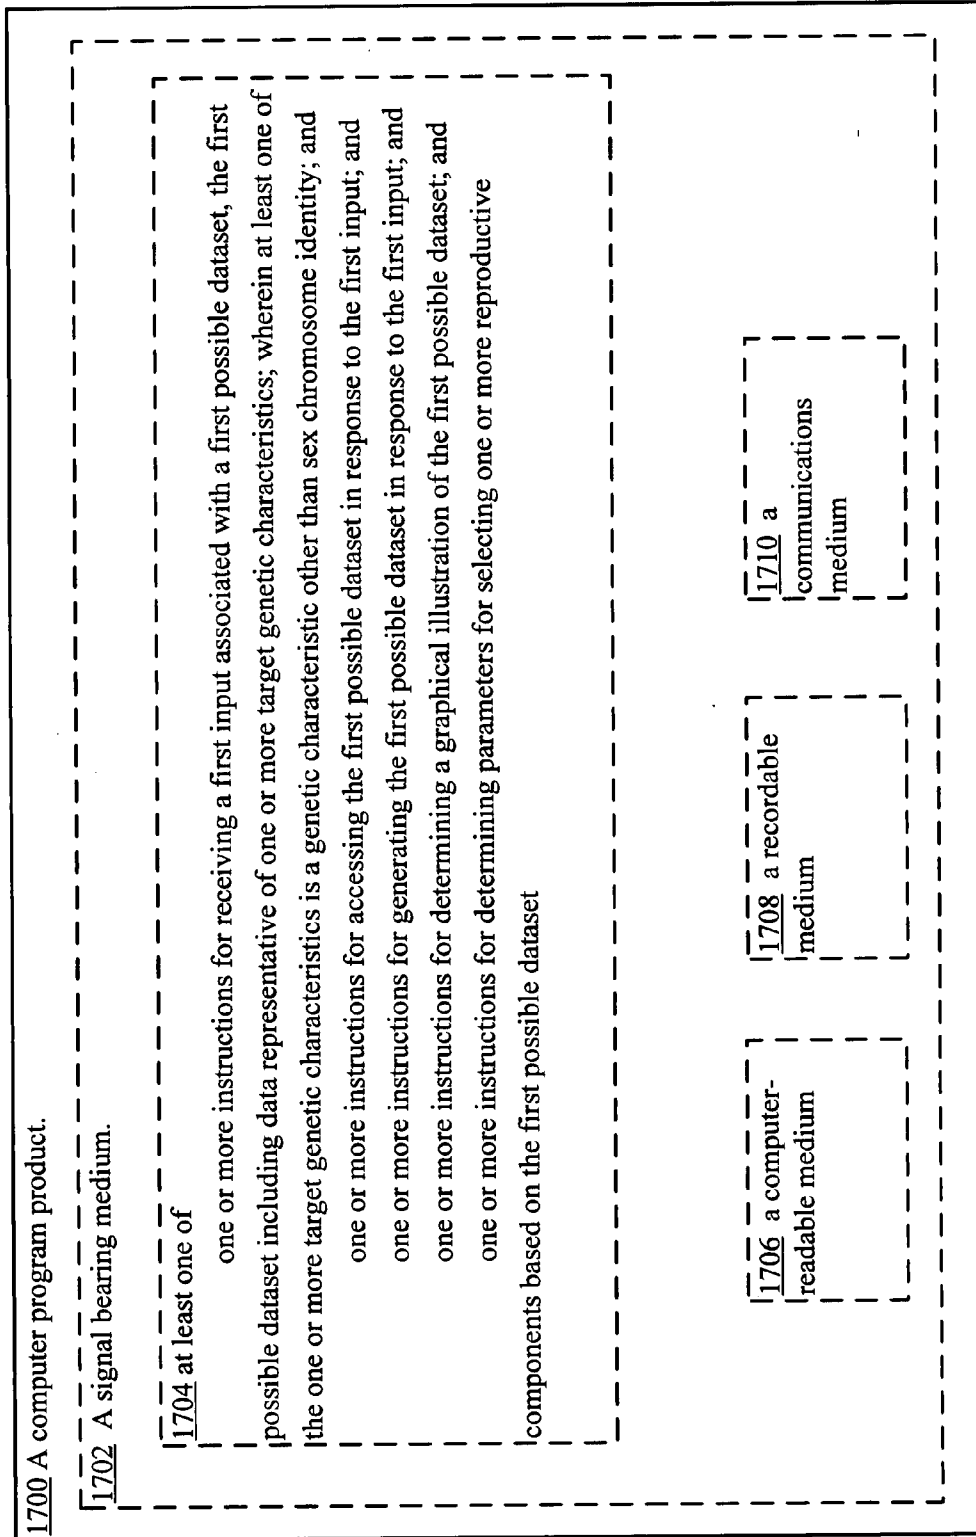 1700 A computer program product.
1702 A signal bearing medium.
1704 at least one of
one or more instructions for receiving a first input associated with a first possible dataset, the first
possible dataset including data representative of one or more target genetic characteristics; wherein at least one of
the one or more target genetic characteristics is a genetic characteristic other than sex chromosome identity; and
one or more instructions for accessing the first possible dataset in response to the first input; and
one or more instructions for generating the first possible dataset in response to the first input; and
one or more instructions for determining a graphical illustration of the first possible dataset; and
one or more instructions for determining parameters for selecting one or more reproductive
components based on the first possible dataset
1706 a computer-
readable medium
1708 a recordable
medium
1710 a
communications
medium